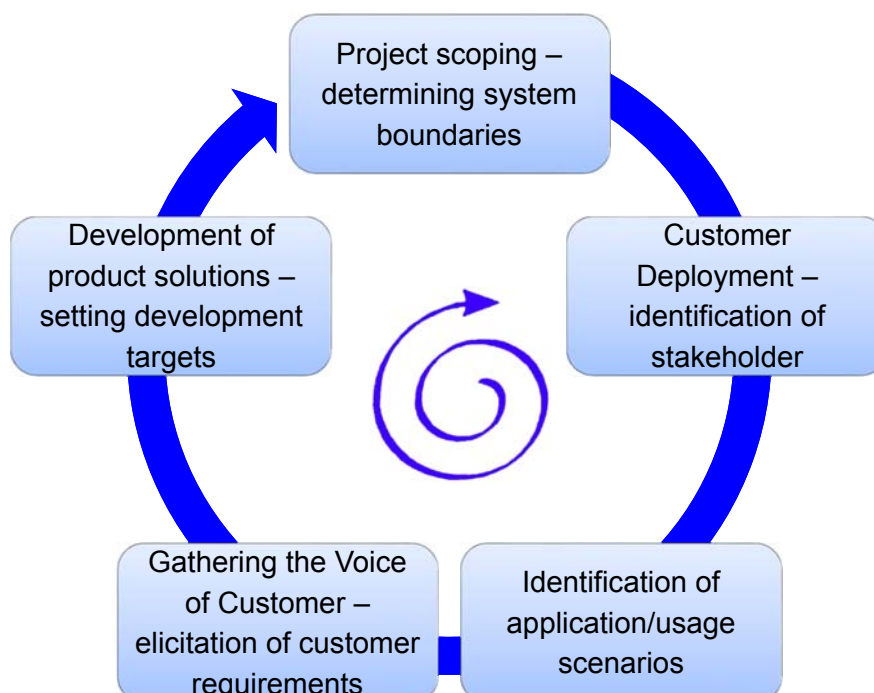 Project scoping –
determining system
boundaries
Customer
Deployment –
identification of
stakeholder
Identification of
application/usage
scenarios
Gathering the Voice
of Customer –
elicitation of customer
requirements
Development of
product solutions –
setting development
targets